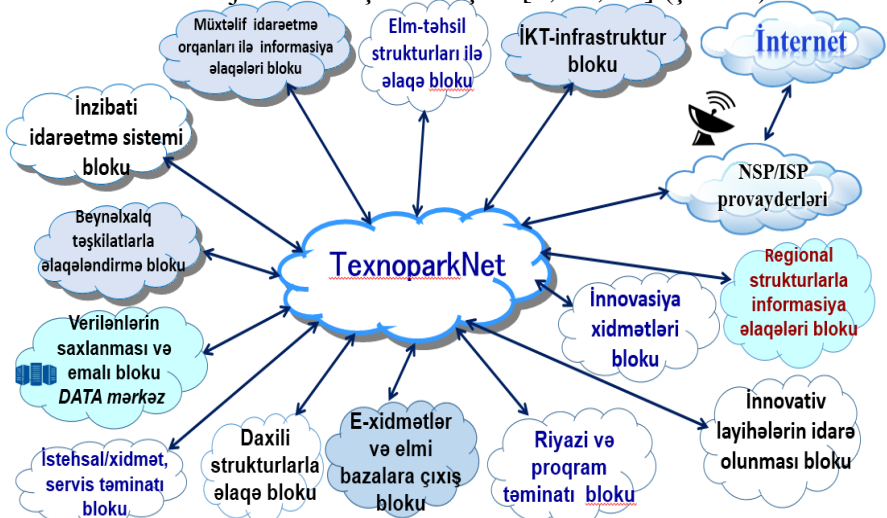 Müxtəlif idarəetmə
orqanları ilə informasiya
əlaqələri bloku
Elm-təhsil
strukturları ilə
əlaqə bloku
İKT-infrastruktur
bloku
İnternet
İnzibati
idarəetmə sistemi
bloku
NSP/ISP
provayderləri
Beynəlxalq
təşkilatlarla
əlaqələndirmə bloku
TexnoparkNet
Regional
strukturlarla
informasiya
əlaqələri bloku
İnnovasiya
xidmətləri
bloku
Verilənlərin
saxlanması və
emalı bloku
DATA mərkəz
İnnovativ
layihələrin idarə
olunması bloku
İstehsal/xidmət,
servis təminatı
bloku
Daxili
strukturlarla
əlaqə bloku
E-xidmətlər
və elmi
bazalara çıxış
bloku
Riyazi və
proqram
təminatı bloku